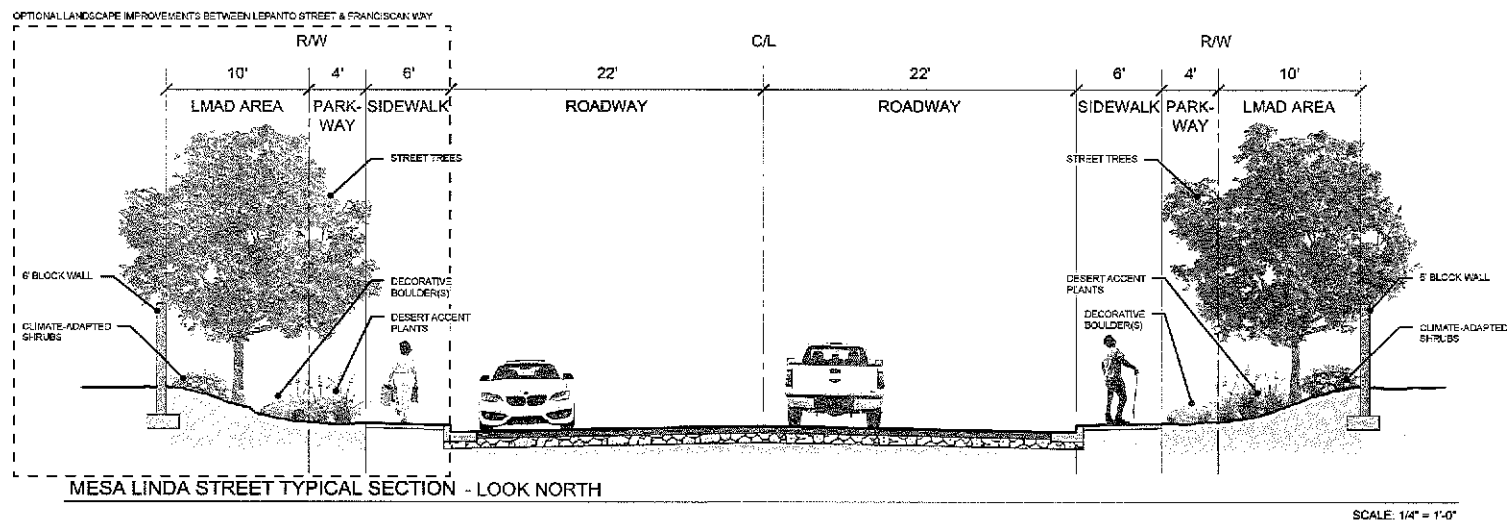 OPTIONAL LANDSCAPE IMPROVEMENTS BETWEEN LEPANTO STREET & FRANCISCAN WAY
R/W C/L R/W
10' 4' 6' 22' 22' 6' 4' 10'
LMAD AREA PARK- SIDEWALK ROADWAY ROADWAY SIDEWALK PARK- LMAD AREA
WAY WAY
STREET TREES STREET TREES
6' BLOCK WALL DECORATIVE DESERT ACCENT 6' BLOCK WALL
BOULDER(S) PLANTS
CLIMATE-ADAPTED DESERT ACCENT DECORATIVE CLIMATE-ADAPTED
SHRUBS PLANTS BOULDER(S) SHRUBS
MESA LINDA STREET TYPICAL SECTION - LOOK NORTH
SCALE: 1/4" = 1'-0"